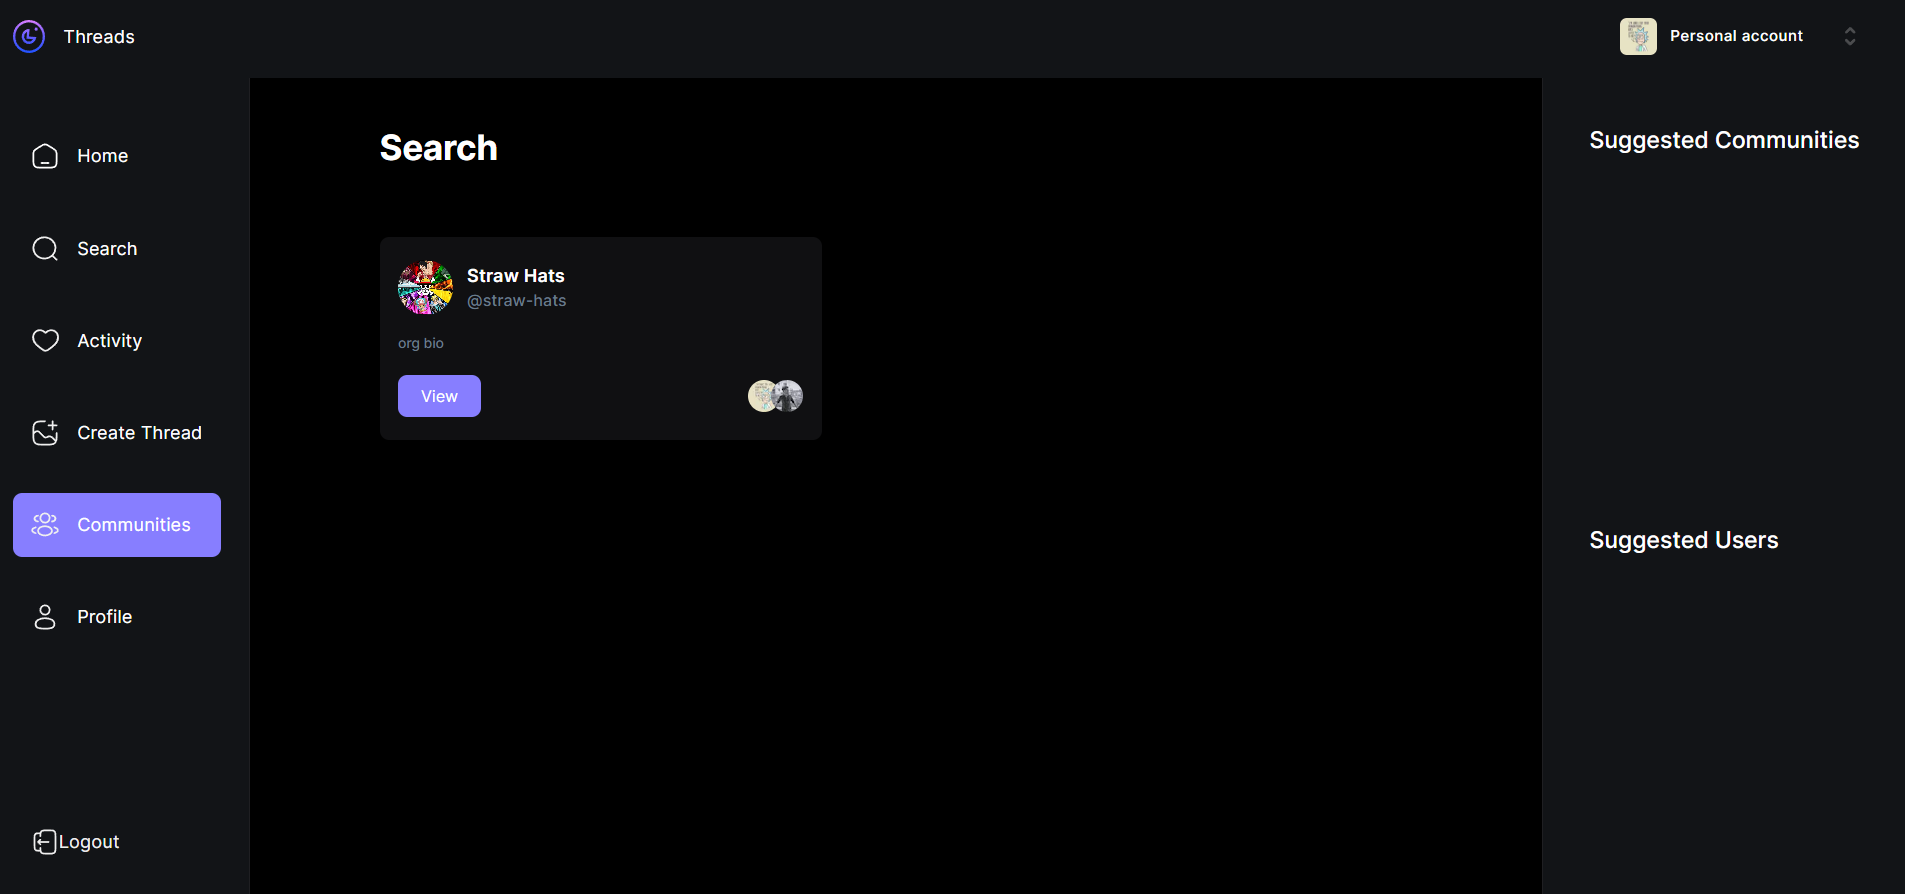 Threads
Personal account
Home
Search
Activity
Create Thread
Communities
Profile
Logout
Search
Straw Hats
@straw-hats
org bio
View
Suggested Communities
Suggested Users